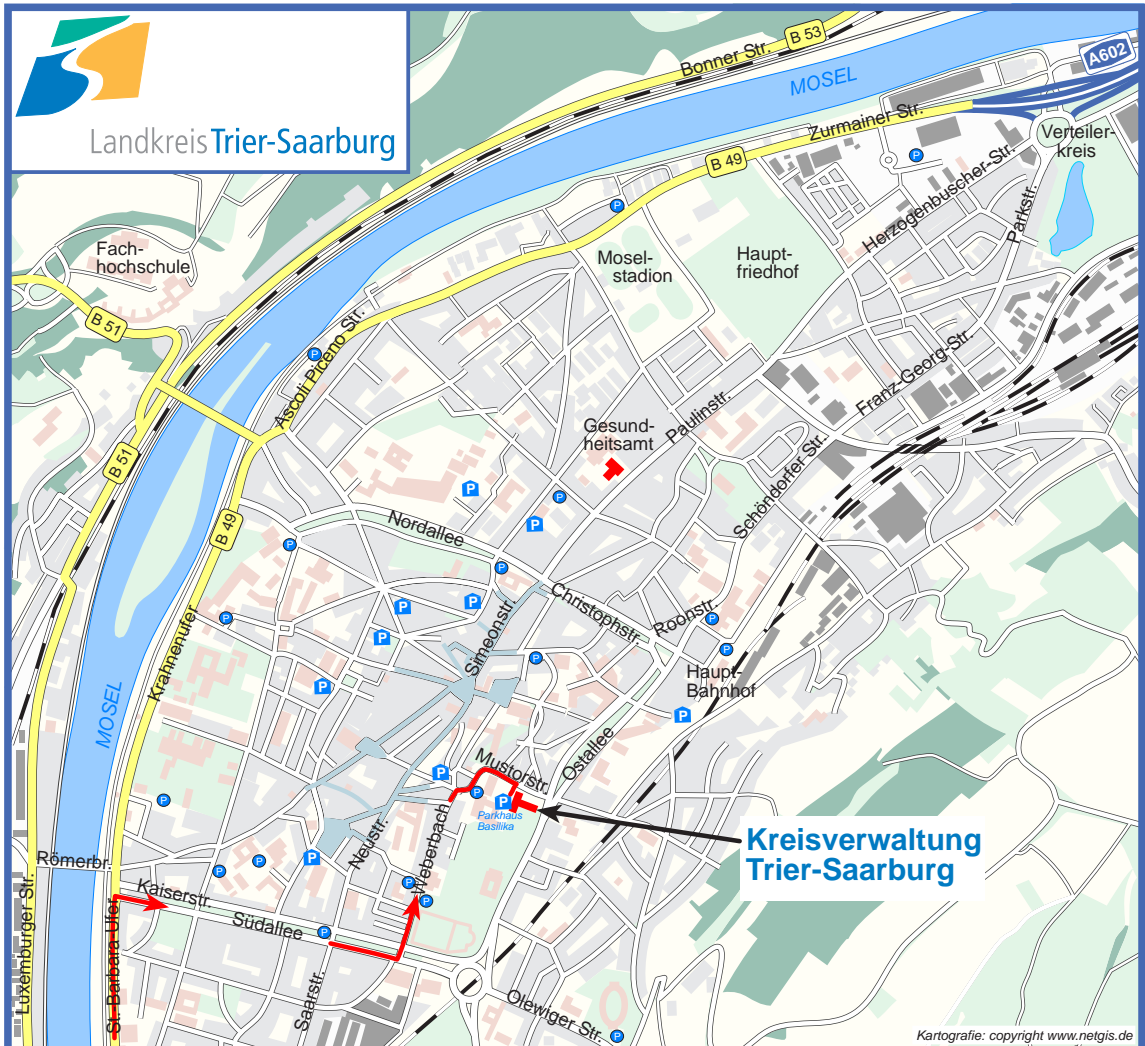 Landkreis Trier-Saarburg
Bonner Str.
B 53
MOSEL
A602
Zurmainer Str.
B 49
Verteiler-
kreis
Herzogenbuscher-Str.
Parkstr.
Fach-
hochschule
Mosel-
stadion
Haupt-
friedhof
B 51
Ascoli Piceno Str.
Franz-Georg-Str.
Paulinstr.
Gesund-
heitsamt
B 51
Schöndorfer Str.
P
B 49
Nordallee
Christophstr.
Roonstr.
Simeonstr.
Krahnenufer
Haupt-
Bahnhof
MOSEL
Ostallee
Mustorstr.
Parkhaus
Basilika
Neustr.
Weberbach
Kreisverwaltung
Trier-Saarburg
Römerbr.
Kaiserstr.
Südallee
Luxemburger Str.
St. Barbara Ufer
Saarstr.
Olewiger Str.
Kartografie: copyright www.netgis.de